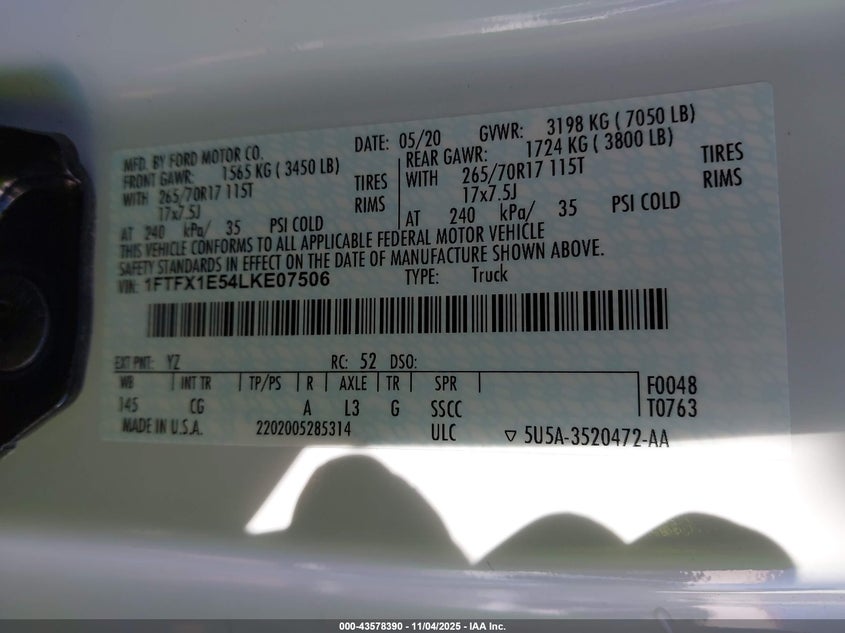 MFD. BY FORD MOTOR CO. DATE: 05/20 GVWR: 3198 KG ( 7050 LB)
FRONT GAWR: 1565 KG ( 3450 LB) REAR GAWR: 1724 KG ( 3800 LB)
WITH 265/70R17 115T TIRES WITH 265/70R17 115T TIRES
17x7.5J RIMS 17x7.5J RIMS
AT 240 kPa/ 35 PSI COLD AT 240 kPa/ 35 PSI COLD
THIS VEHICLE CONFORMS TO ALL APPLICABLE FEDERAL MOTOR VEHICLE
SAFETY STANDARDS IN EFFECT ON THE DATE OF MANUFACTURE SHOWN ABOVE.
VIN: 1FTFX1E54LKE07506 TYPE: Truck
EXT PNT: YZ RC: 52 DSO:
WB INT TR TP/PS R AXLE TR SPR F0048
145 CG A L3 G SSCC T0763
MADE IN U.S.A. 2202005285314 ULC ▽ 5U5A-3520472-AA
000-43578390 - 11/04/2025 - IAA Inc.